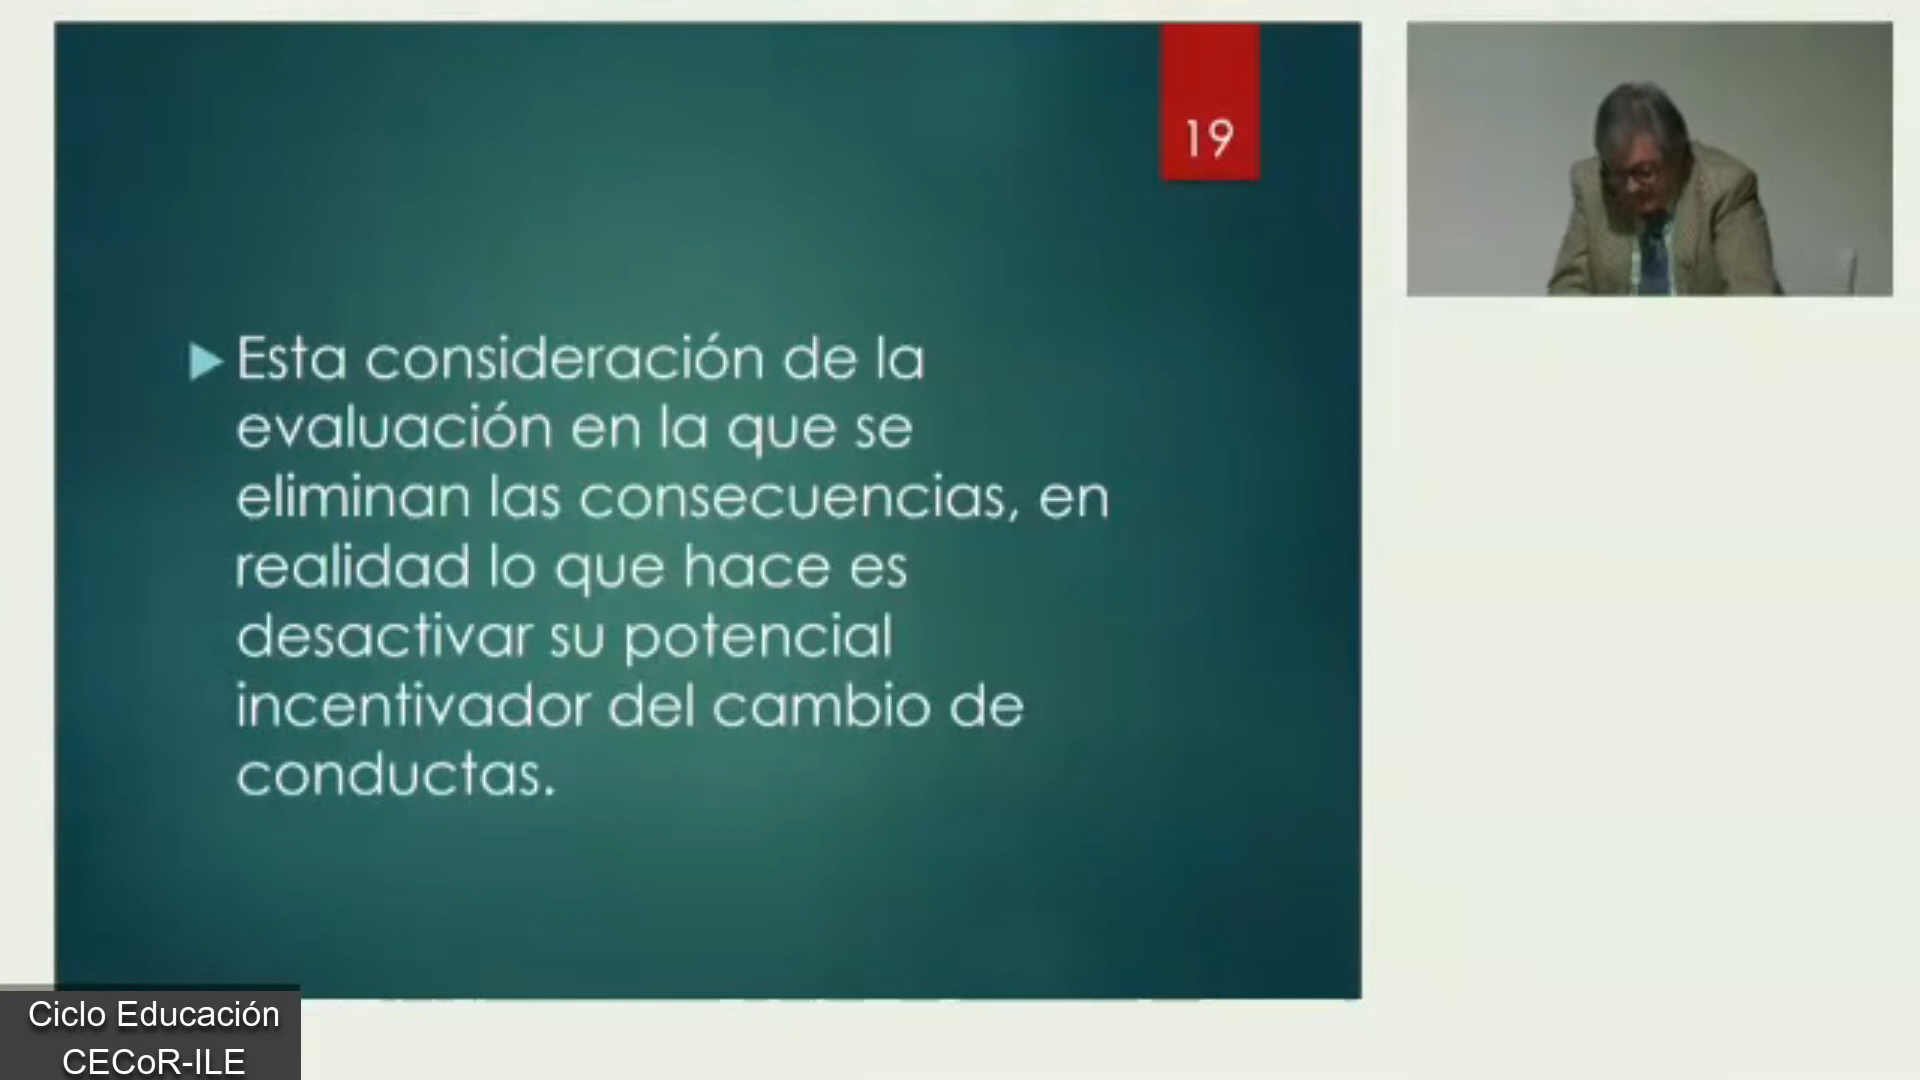 19
Esta consideración de la
evaluación en la que se
eliminan las consecuencias, en
realidad lo que hace es
desactivar su potencial
incentivador del cambio de
conductas.
Ciclo Educación
CECoR-ILE